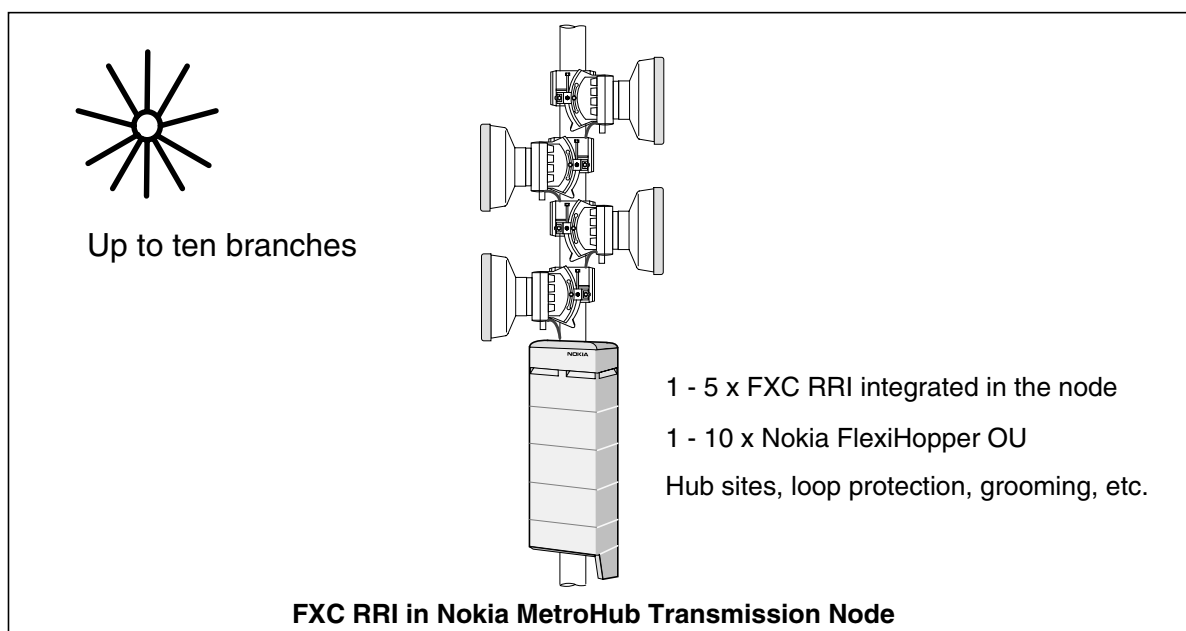 NOKIA
Up to ten branches
1 - 5 x FXC RRI integrated in the node
1 - 10 x Nokia FlexiHopper OU
Hub sites, loop protection, grooming, etc.
FXC RRI in Nokia MetroHub Transmission Node